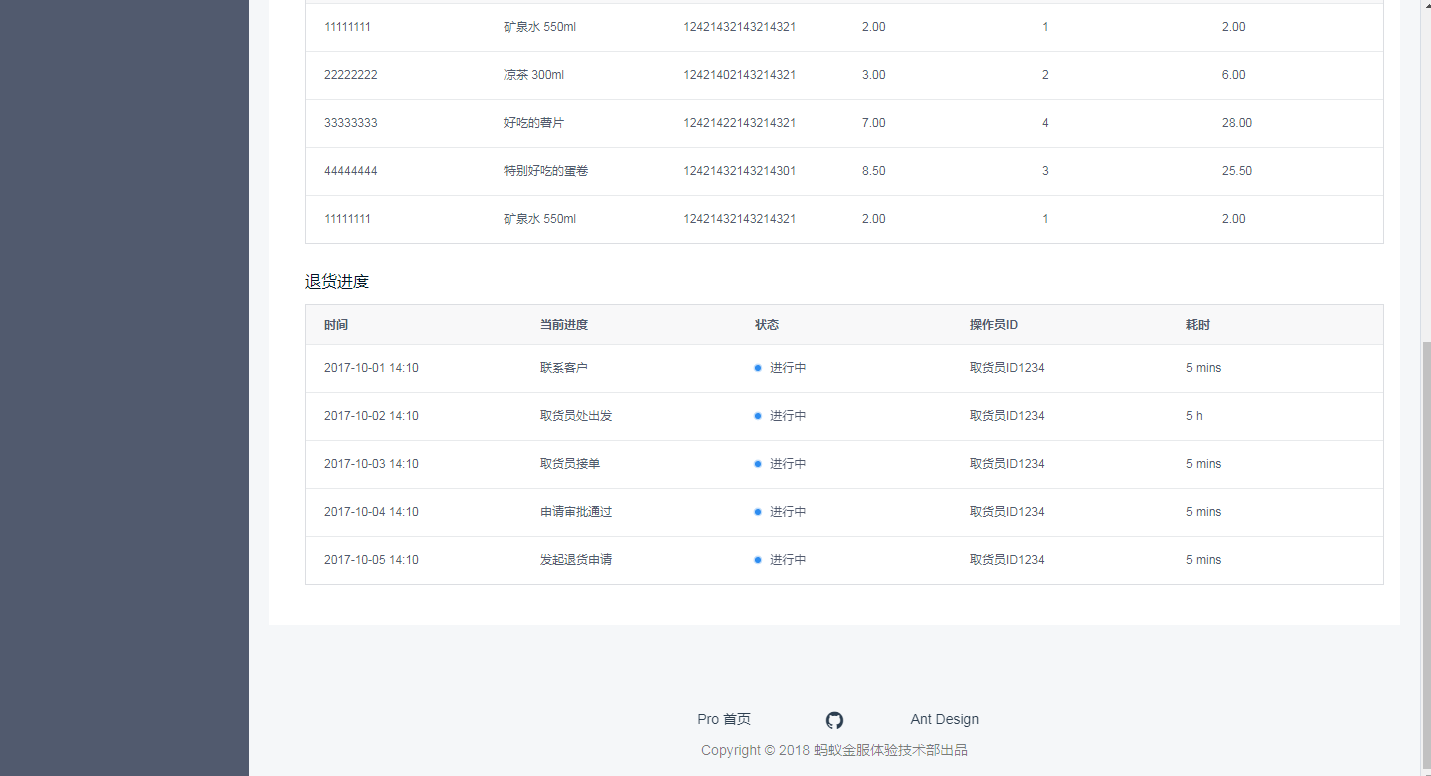 11111111 矿泉水 550ml 12421432143214321 2.00 1 2.00
22222222 凉茶 300ml 12421402143214321 3.00 2 6.00
33333333 好吃的薯片 12421422143214321 7.00 4 28.00
44444444 特别好吃的蛋卷 12421432143214301 8.50 3 25.50
11111111 矿泉水 550ml 12421432143214321 2.00 1 2.00
退货进度
时间 当前进度 状态 操作员ID 耗时
2017-10-01 14:10 联系客户 进行中 取货员ID1234 5 mins
2017-10-02 14:10 取货员处出发 进行中 取货员ID1234 5 h
2017-10-03 14:10 取货员接单 进行中 取货员ID1234 5 mins
2017-10-04 14:10 申请审批通过 进行中 取货员ID1234 5 mins
2017-10-05 14:10 发起退货申请 进行中 取货员ID1234 5 mins
Pro 首页 Ant Design
Copyright © 2018 蚂蚁金服体验技术部出品